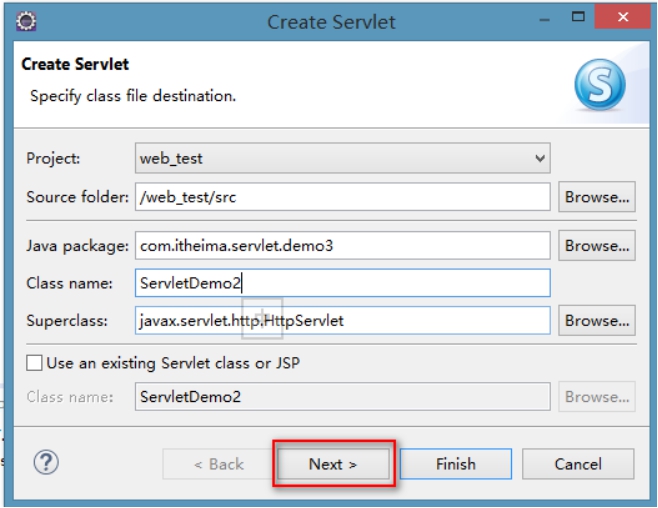 Create Servlet
Create Servlet
Specify class file destination.
S
Project: web_test
Source folder: /web_test/src Browse...
Java package: com.itheima.servlet.demo3 Browse...
Class name: ServletDemo2
Superclass: javax.servlet.http.HttpServlet Browse...
Use an existing Servlet class or JSP
Class name: ServletDemo2 Browse...
? < Back Next > Finish Cancel